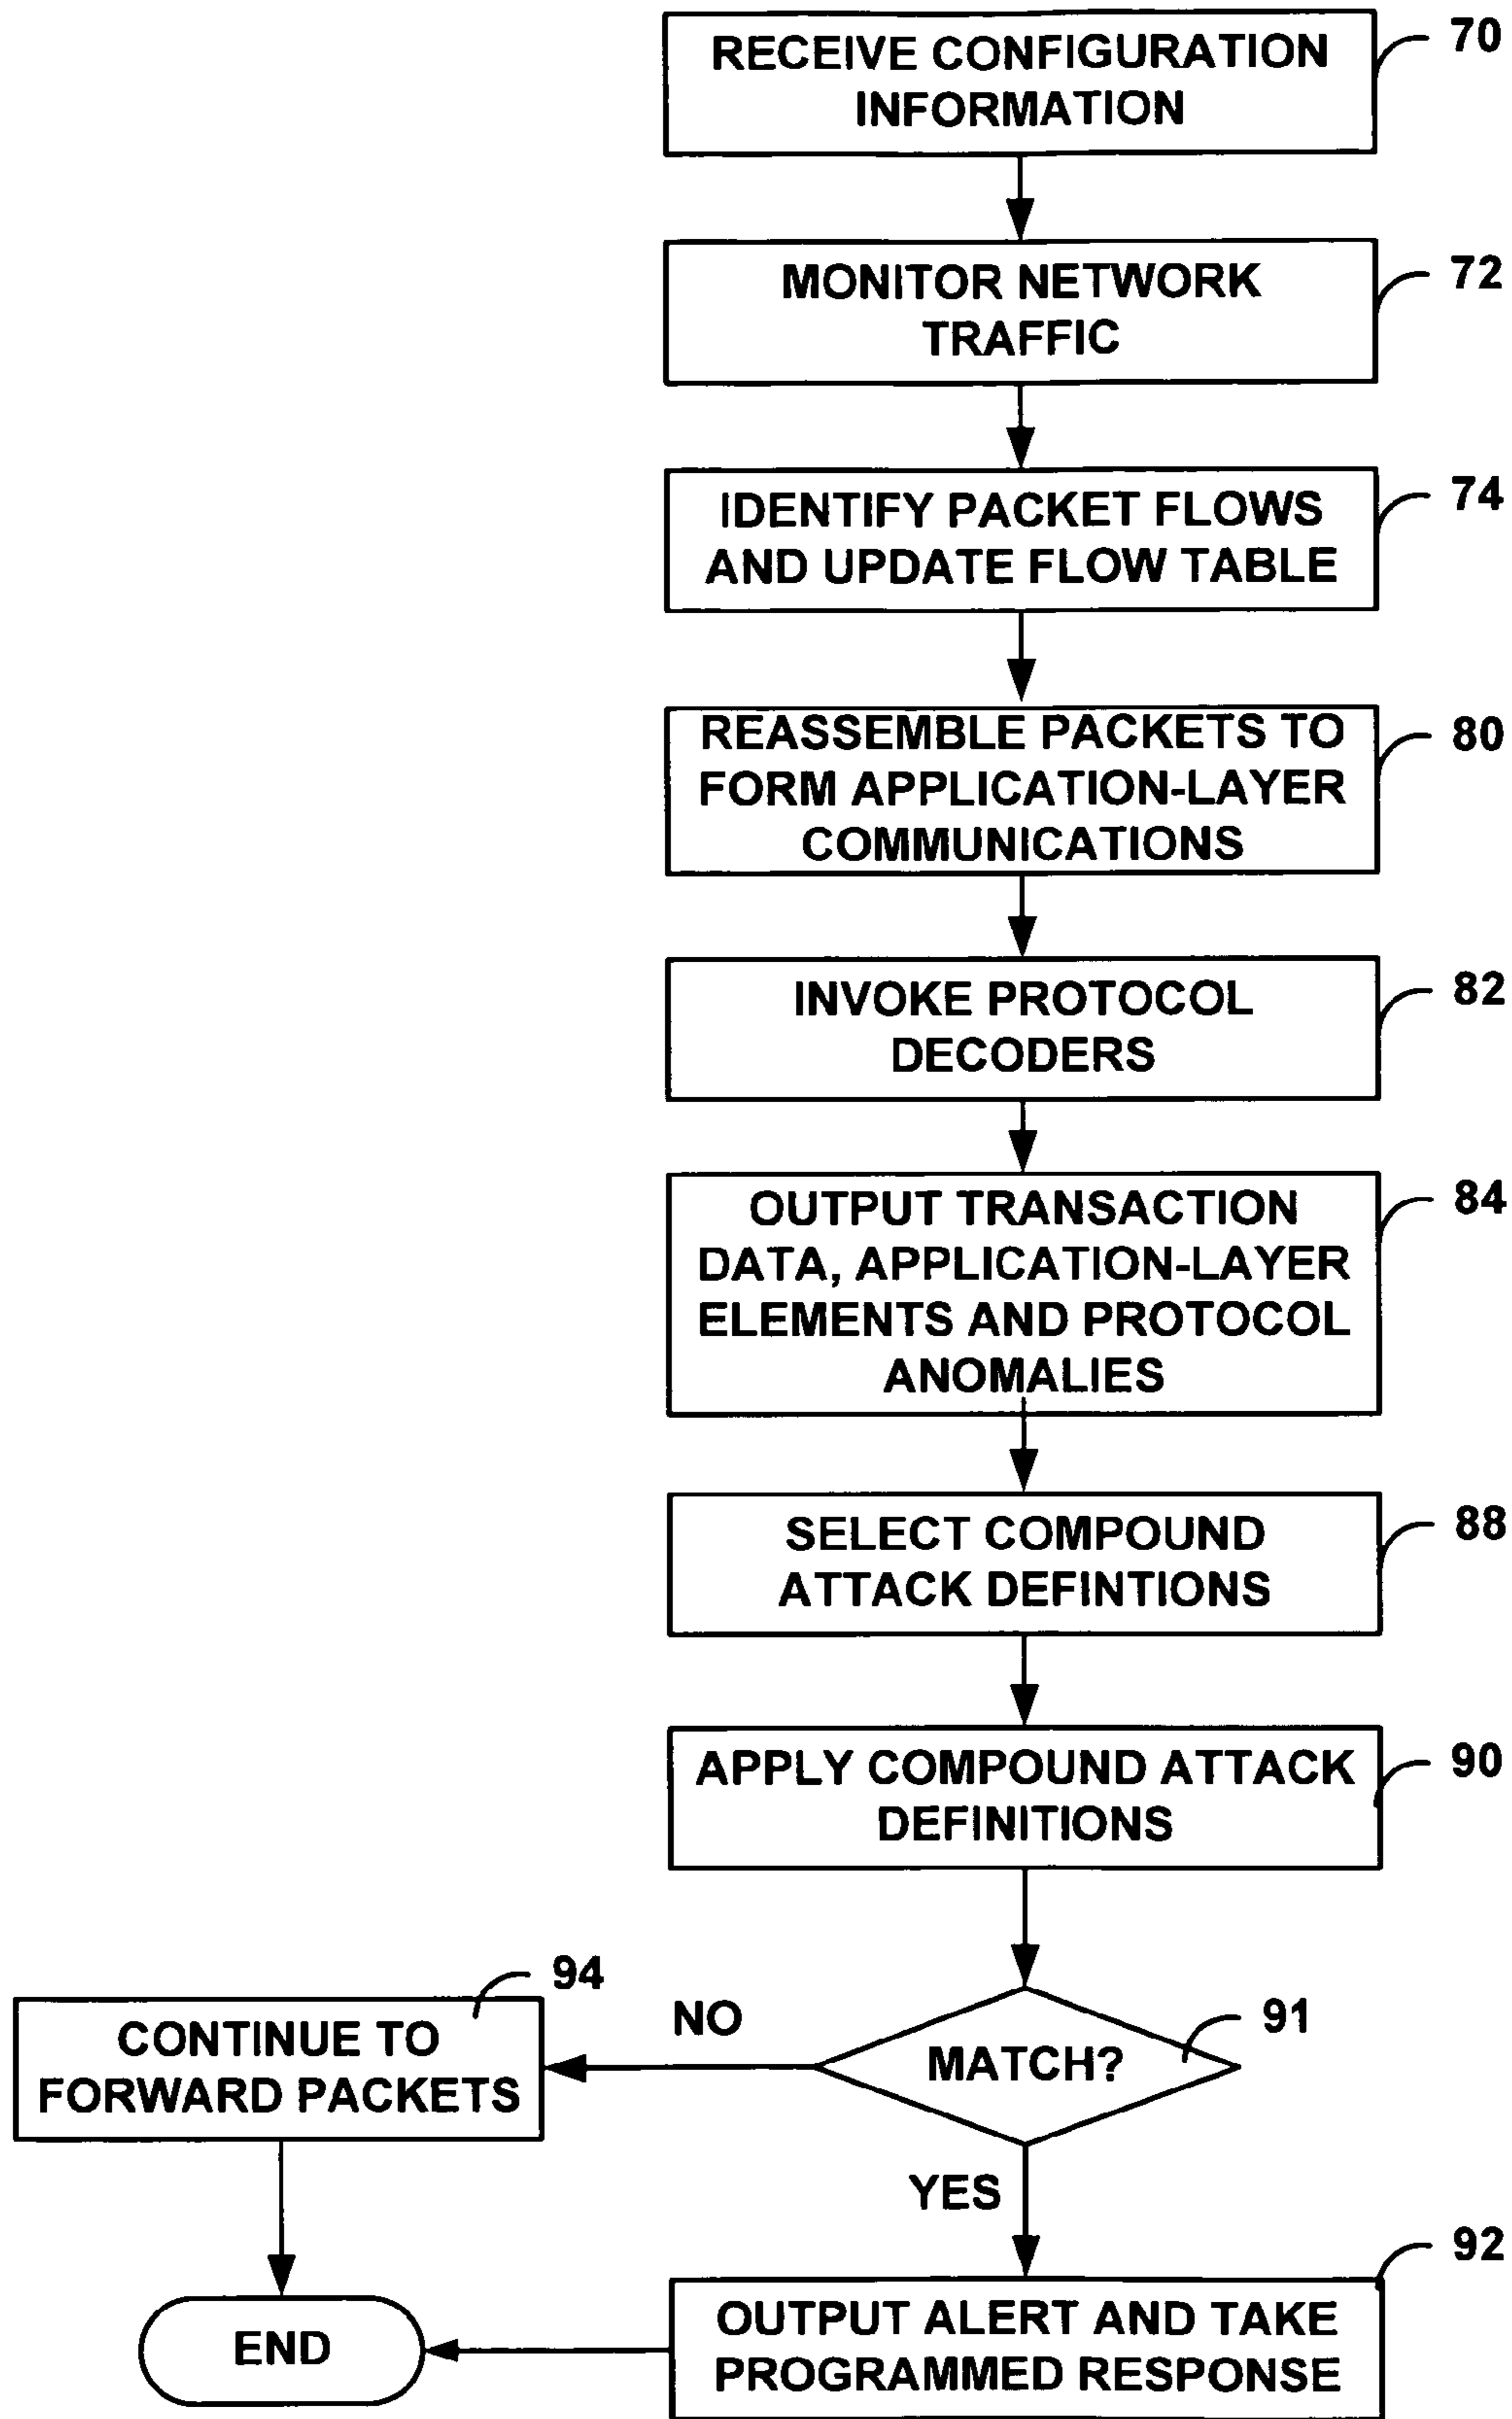 RECEIVE CONFIGURATION
INFORMATION
70
MONITOR NETWORK
TRAFFIC
72
IDENTIFY PACKET FLOWS
AND UPDATE FLOW TABLE
74
REASSEMBLE PACKETS TO
FORM APPLICATION-LAYER
COMMUNICATIONS
80
INVOKE PROTOCOL
DECODERS
82
OUTPUT TRANSACTION
DATA, APPLICATION-LAYER
ELEMENTS AND PROTOCOL
ANOMALIES
84
SELECT COMPOUND
ATTACK DEFINTIONS
88
APPLY COMPOUND ATTACK
DEFINITIONS
90
MATCH?
91
NO
94
CONTINUE TO
FORWARD PACKETS
YES
92
OUTPUT ALERT AND TAKE
PROGRAMMED RESPONSE
END